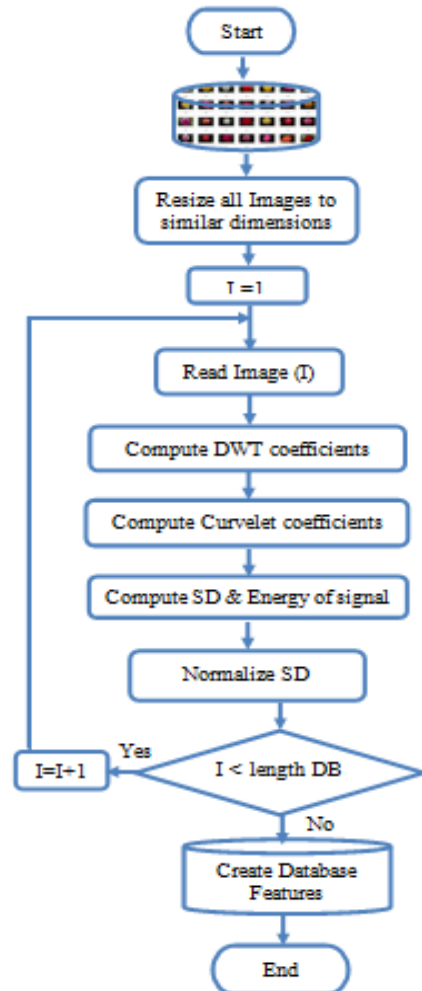 Start
Resize all Images to
similar dimensions
I =1
Read Image (I)
Compute DWT coefficients
Compute Curvelet coefficients
Compute SD & Energy of signal
Normalize SD
I < length DB
Yes
I=I+1
No
Create Database
Features
End